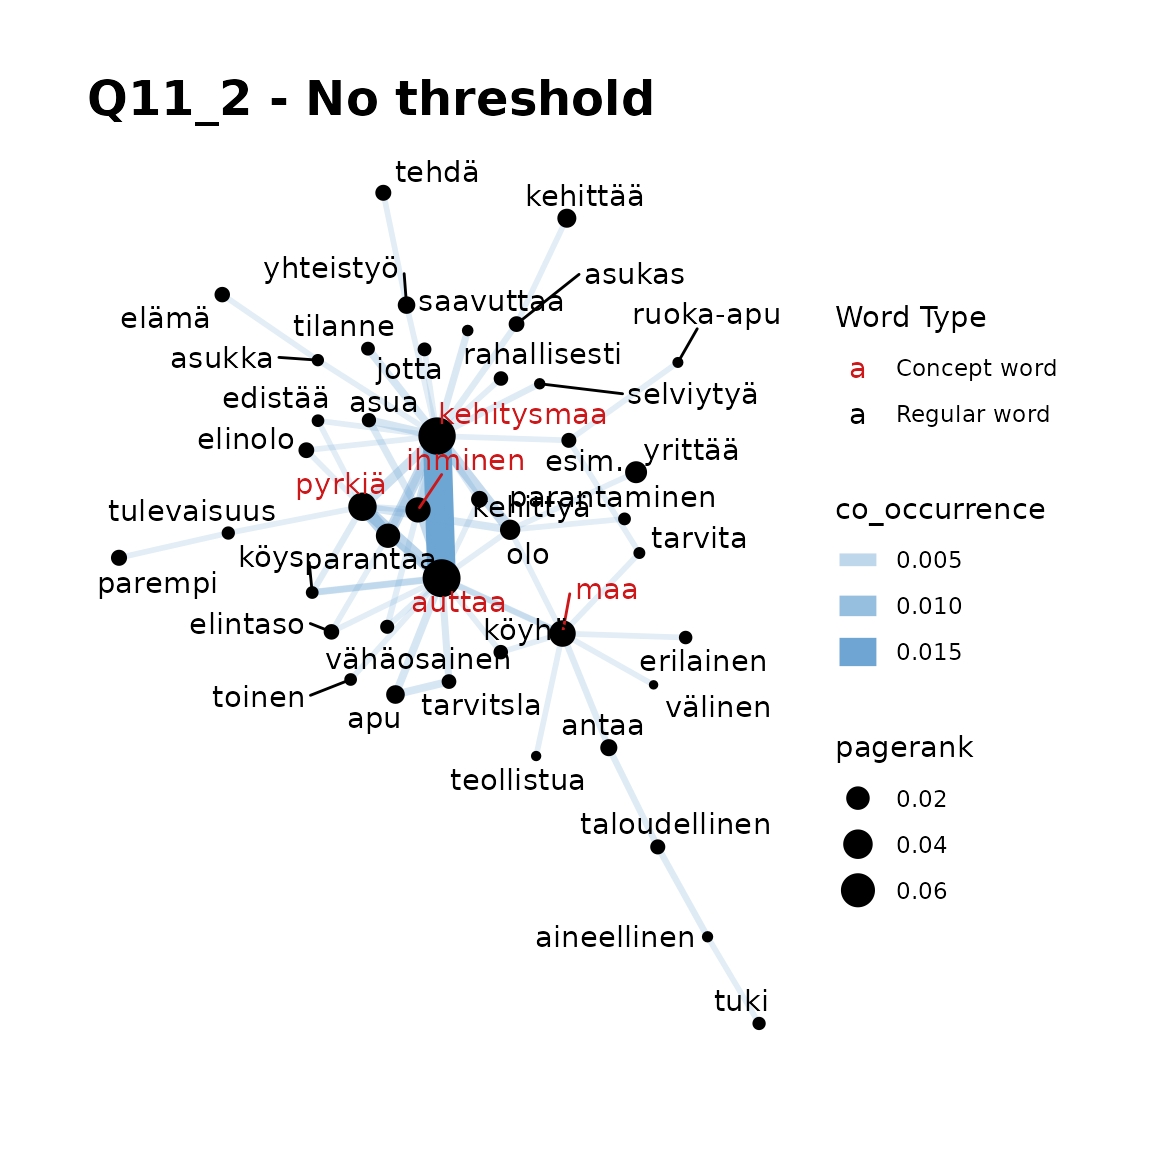 Q11_2 - No threshold
tehdä
kehittää
yhteistyö
asukas
saavuttaa
elämä
ruoka-apu
tilanne
asukka
rahallisesti
jotta
selviytyä
edistää
asua
kehitysmaa
elinolo
yrittää
ihminen
esim.
pyrkiä
parantaminen
kehittyä
tulevaisuus
tarvita
olo
köys
parantaa
parempi
maa
auttaa
elintaso
köyhä
vähäosainen
erilainen
toinen
tarvitsla
välinen
apu
antaa
teollistua
taloudellinen
aineellinen
tuki
Word Type
a Concept word
a Regular word
co_occurrence
0.005
0.010
0.015
pagerank
0.02
0.04
0.06